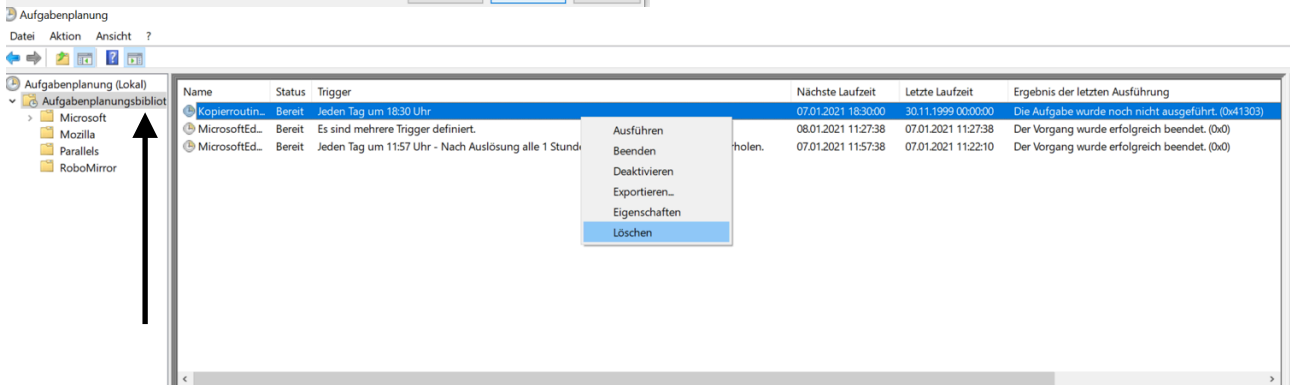 Aufgabenplanung
Datei Aktion Ansicht ?
Aufgabenplanung (Lokal)
Aufgabenplanungsbibliot
Microsoft
Mozilla
Parallels
RoboMirror
Name Status Trigger Nächste Laufzeit Letzte Laufzeit Ergebnis der letzten Ausführung
Kopierroutin... Bereit Jeden Tag um 18:30 Uhr 07.01.2021 18:30:00 30.11.1999 00:00:00 Die Aufgabe wurde noch nicht ausgeführt. (0x41303)
MicrosoftEd... Bereit Es sind mehrere Trigger definiert. 08.01.2021 11:27:38 07.01.2021 11:27:38 Der Vorgang wurde erfolgreich beendet. (0x0)
MicrosoftEd... Bereit Jeden Tag um 11:57 Uhr - Nach Auslösung alle 1 Stunde rholen. 07.01.2021 11:57:38 07.01.2021 11:22:10 Der Vorgang wurde erfolgreich beendet. (0x0)
Ausführen
Beenden
Deaktivieren
Exportieren...
Eigenschaften
Löschen